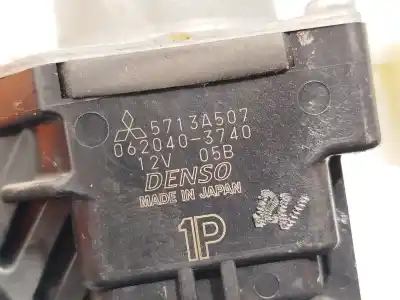 5713A507
062040-3740
12V 05B
DENSO
MADE IN JAPAN
1P